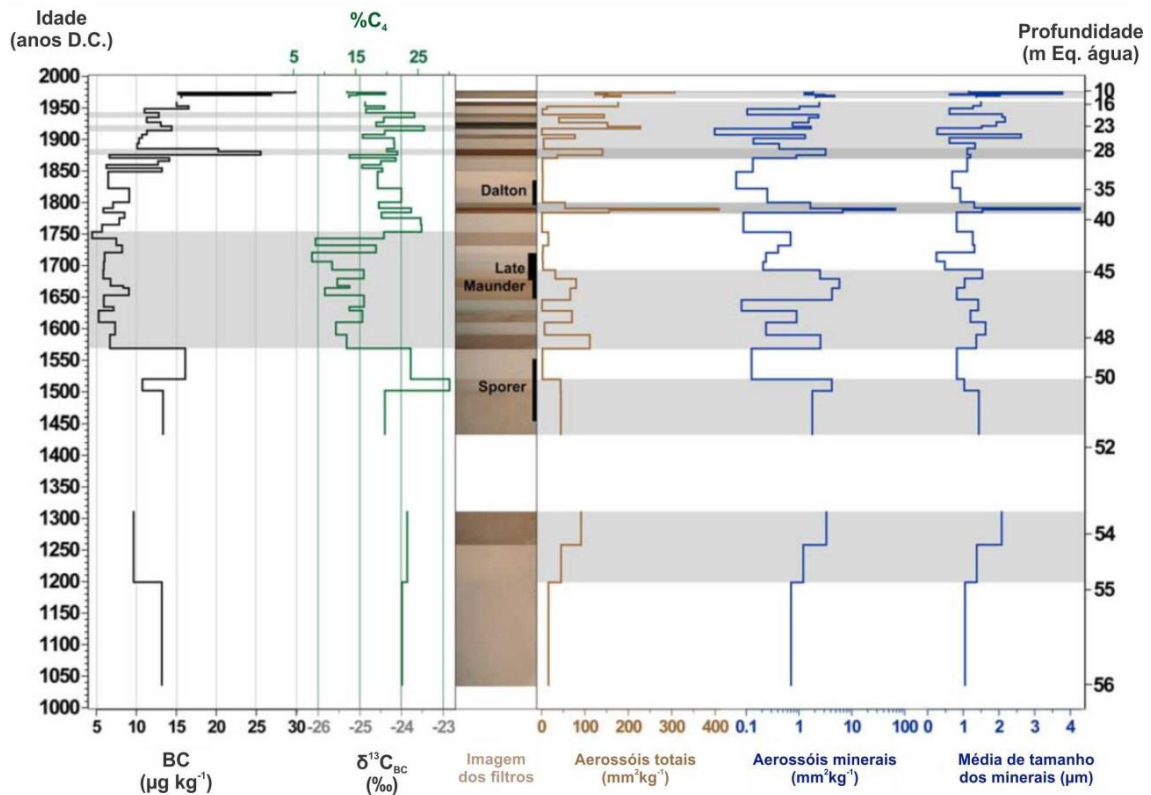 Idade
(anos D.C.)
%C₄
Profundidade
(m Eq. água)
5 15 25
2000
1950
1900
1850
1800
1750
1700
1650
1600
1550
1500
1450
1400
1350
1300
1250
1200
1150
1100
1050
1000
Dalton
Late
Maunder
Sporer
10
16
23
28
35
40
45
48
50
52
54
55
56
5 10 15 20 25 30
-26 -25 -24 -23
0 100 200 300 400
0.1 1 10 100
0 1 2 3 4
BC
(µg kg⁻¹)
δ¹³C_BC
(‰)
Imagem
dos filtros
Aerossóis totais
(mm²kg⁻¹)
Aerossóis minerais
(mm²kg⁻¹)
Média de tamanho
dos minerais (µm)